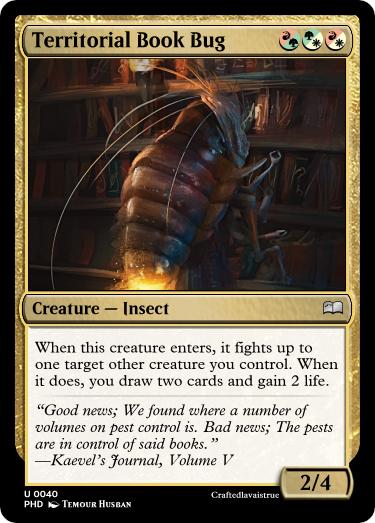 Territorial Book Bug
Creature — Insect
When this creature enters, it fights up to
one target other creature you control. When
it does, you draw two cards and gain 2 life.
“Good news; We found where a number of
volumes on pest control is. Bad news; The pests
are in control of said books.”
—Kaevel's Journal, Volume V
2/4
U 0040
PHD Temour Husban
Craftedlavaistrue